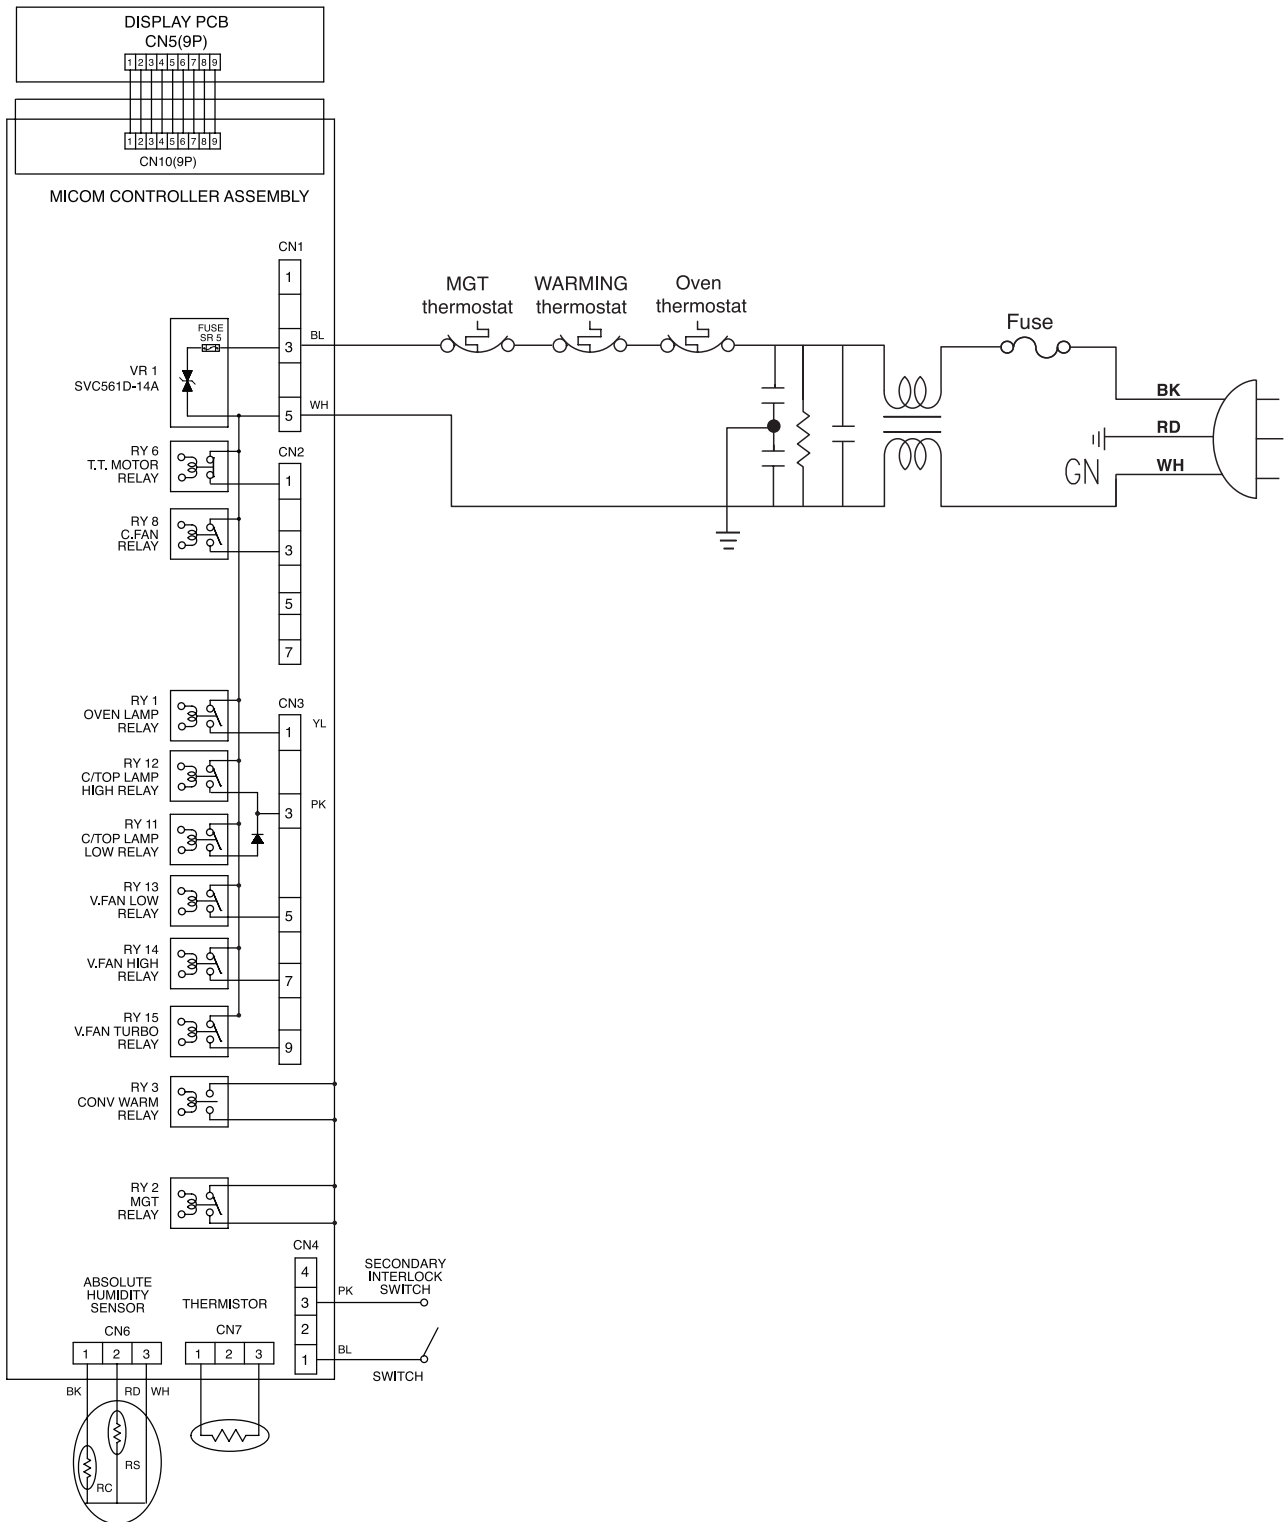 DISPLAY PCB
CN5(9P)
1 2 3 4 5 6 7 8 9
1 2 3 4 5 6 7 8 9
CN10(9P)
MICOM CONTROLLER ASSEMBLY
CN1
1
3
5
BL
WH
FUSE
SR 5
VR 1
SVC561D-14A
MGT
thermostat
WARMING
thermostat
Oven
thermostat
Fuse
BK
RD
WH
GN
RY 6
T.T. MOTOR
RELAY
CN2
1
3
5
7
RY 8
C.FAN
RELAY
RY 1
OVEN LAMP
RELAY
CN3
1
YL
3
PK
5
7
9
RY 12
C/TOP LAMP
HIGH RELAY
RY 11
C/TOP LAMP
LOW RELAY
RY 13
V.FAN LOW
RELAY
RY 14
V.FAN HIGH
RELAY
RY 15
V.FAN TURBO
RELAY
RY 3
CONV WARM
RELAY
RY 2
MGT
RELAY
CN4
4
3
2
1
PK
BL
SECONDARY
INTERLOCK
SWITCH
SWITCH
ABSOLUTE
HUMIDITY
SENSOR
CN6
1 2 3
BK RD WH
RS
RC
THERMISTOR
CN7
1 2 3